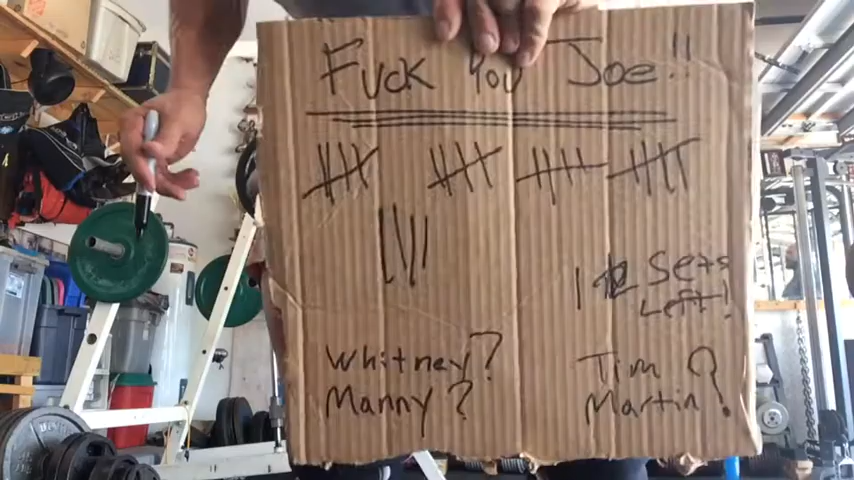 Fuck you Joe!!
1 Sets
Left!
Whitney?
Manny?
Tim?
Martin?